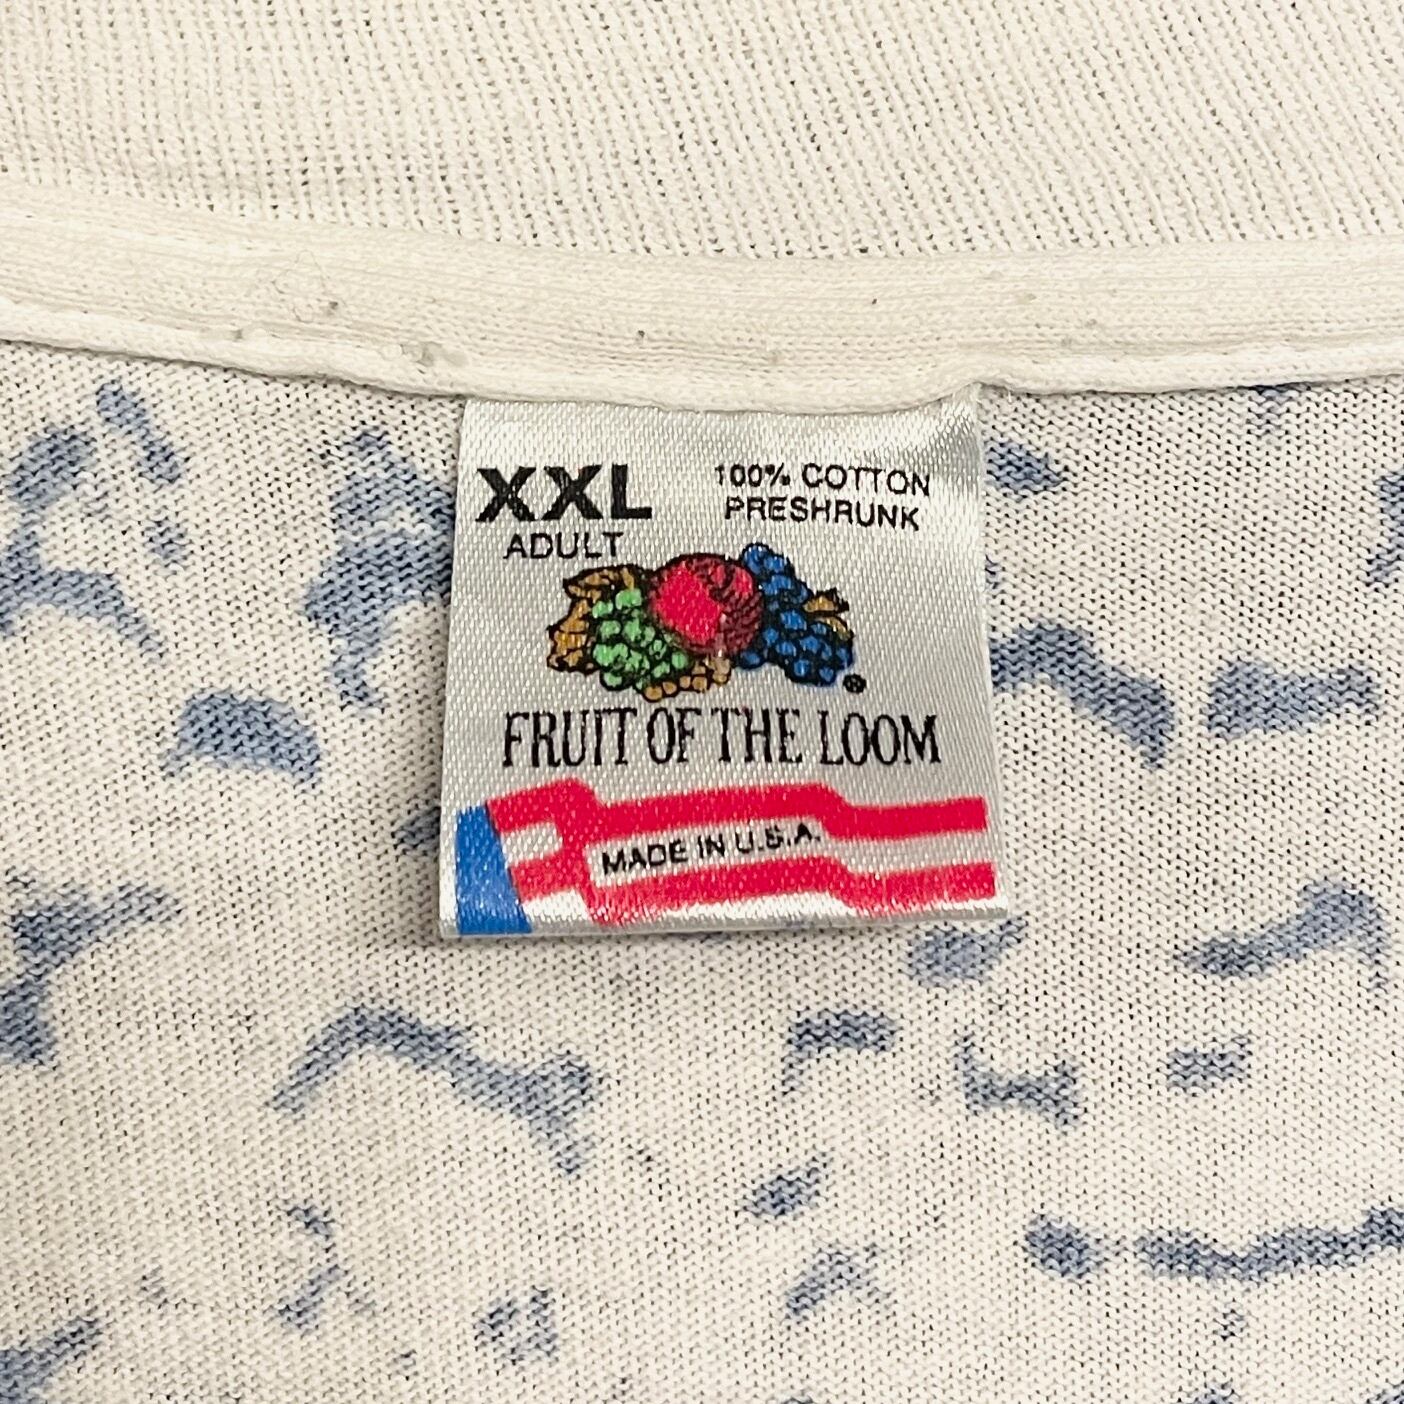 XXL
ADULT
100% COTTON
PRESHRUNK
®
FRUIT OF THE LOOM
MADE IN U.S.A.